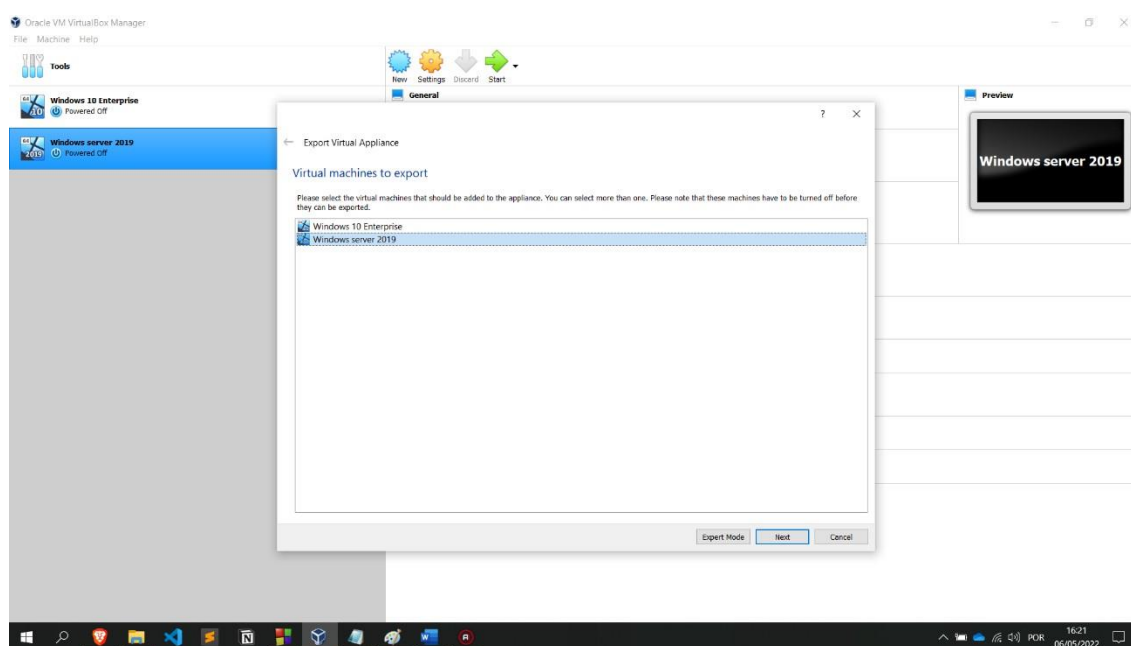 Oracle VM VirtualBox Manager
File Machine Help
Tools
New Settings Discard Start
Windows 10 Enterprise
Powered Off
Windows server 2019
Powered Off
General
Preview
Windows server 2019
Export Virtual Appliance
Virtual machines to export
Please select the virtual machines that should be added to the appliance. You can select more than one. Please note that these machines have to be turned off before
they can be exported.
Windows 10 Enterprise
Windows server 2019
Expert Mode Next Cancel
POR
16:21
06/05/2022